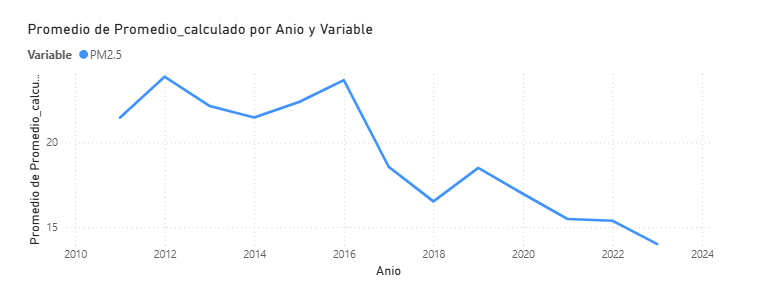 Promedio de Promedio_calculado por Anio y Variable
Variable PM2.5
Promedio de Promedio_calcu...
20
15
2010 2012 2014 2016 2018 2020 2022 2024
Anio